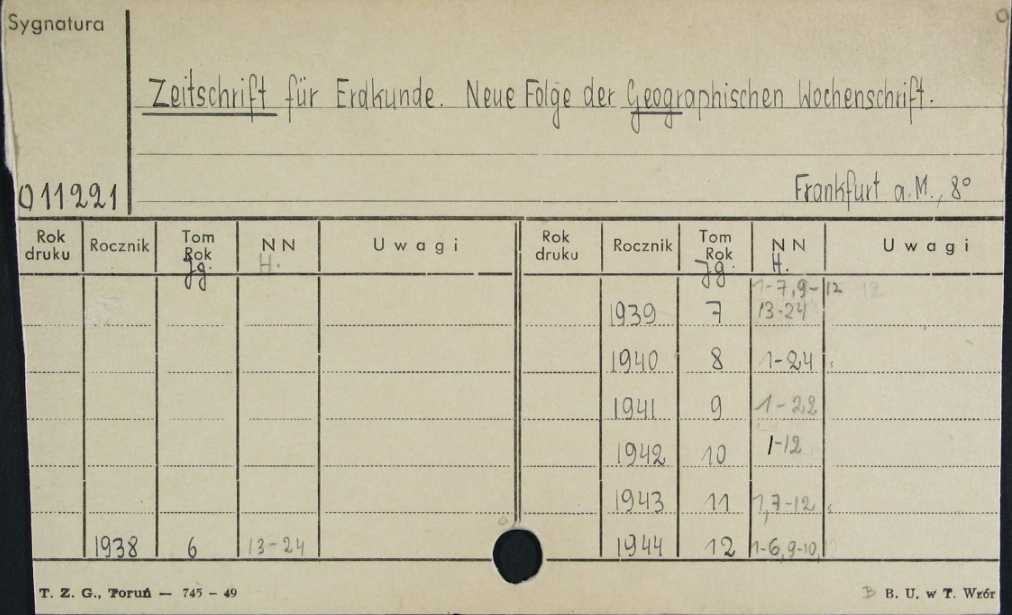 Sygnatura
Zeitschrift für Erdkunde. Neue Folge der Geographischen Wochenschrift.
011221
Frankfurt a.M., 8º
Rok druku Rocznik Tom Rok Jg. NN H. Uwagi
1938 6 13-24
Rok druku Rocznik Tom Rok Jg. NN H. Uwagi
1-7, 9-12
1939 7 13-24
1940 8 1-24
1941 9 1-22
1942 10 1-12
1943 11 1,7-12
1944 12 1-6,9-10,
T. Z. G., Toruń — 745 - 49
B. U. w T. Wzór